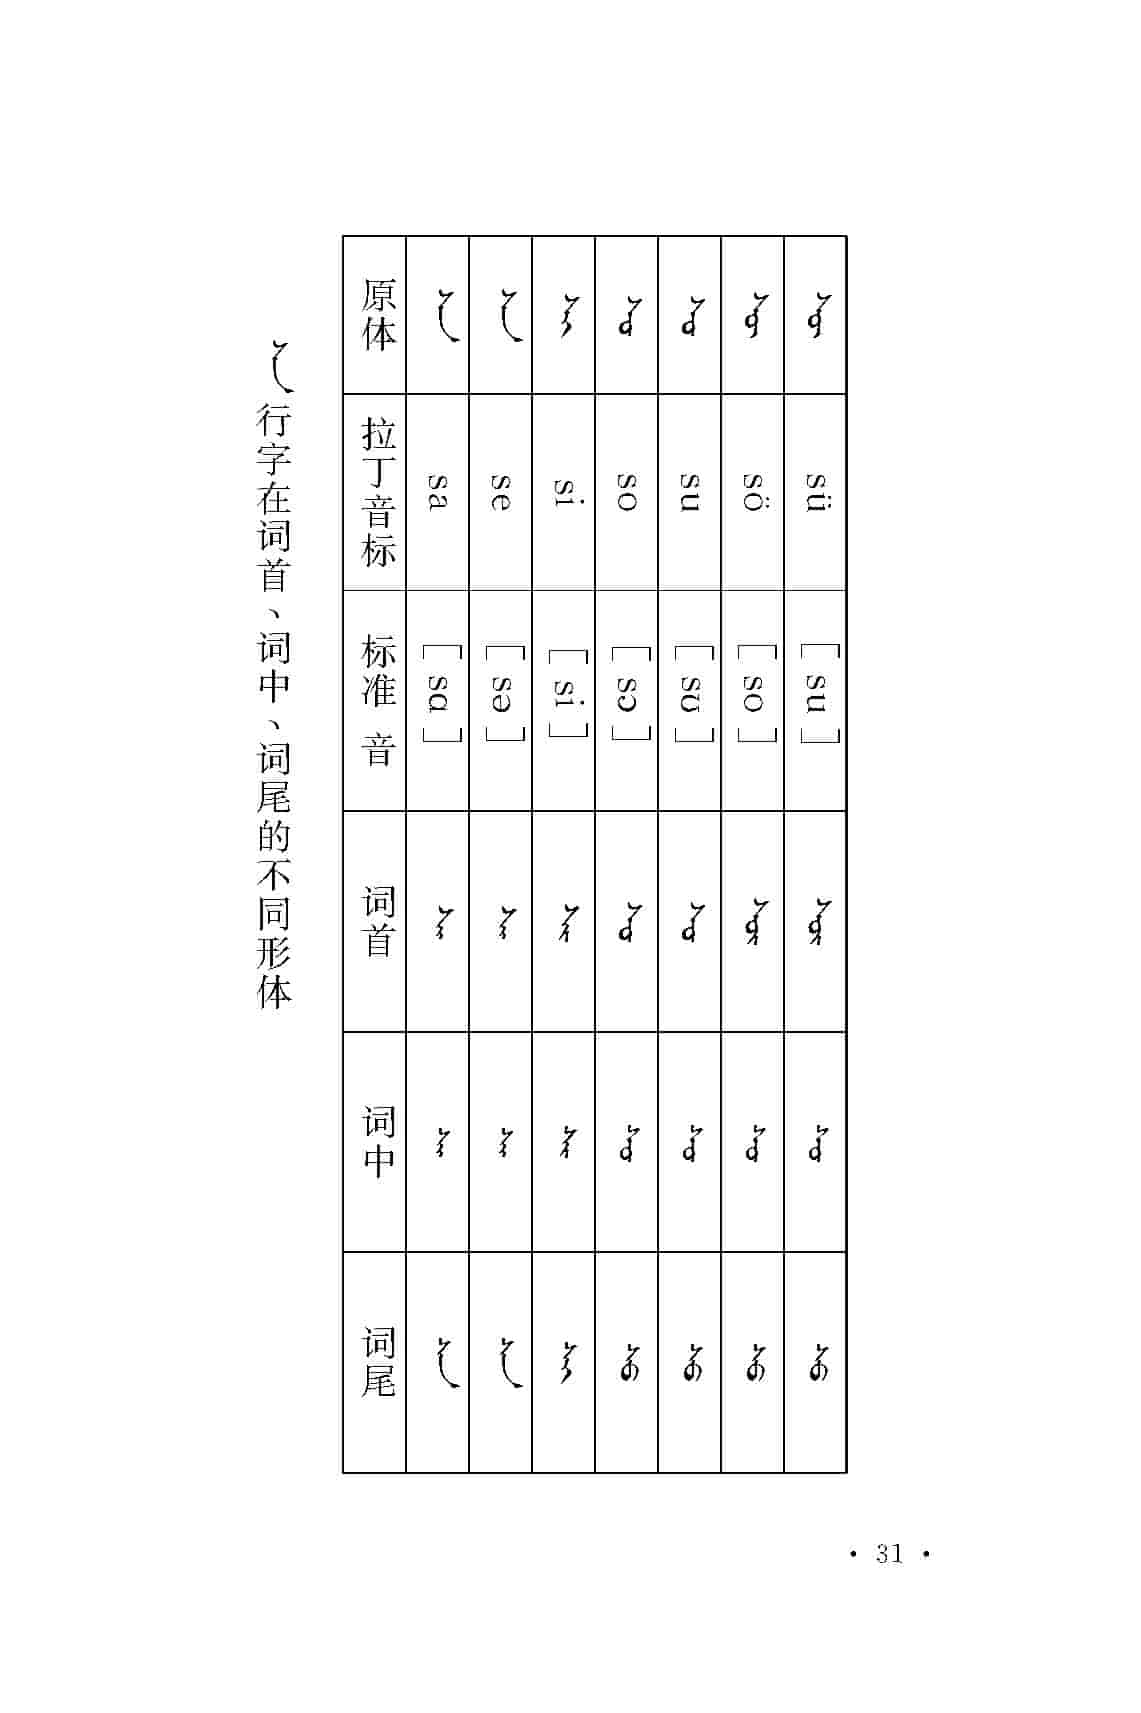 ᠰᠠ 行字在词首、词中、词尾的不同形体
原体 拉丁音标 标准音 词首 词中 词尾
ᠰᠠ sa [sɑ] ᠰᠠ‍ ‍ᠰᠠ‍ ‍ᠰᠠ
ᠰᠡ se [sə] ᠰᠡ‍ ‍ᠰᠡ‍ ‍ᠰᠡ
ᠰᠢ si [si] ᠰᠢ‍ ‍ᠰᠢ‍ ‍ᠰᠢ
ᠰᠣ so [sɔ] ᠰᠣ‍ ‍ᠰᠣ‍ ‍ᠰᠣ
ᠰᠤ su [sʊ] ᠰᠤ‍ ‍ᠰᠤ‍ ‍ᠰᠤ
ᠰᠥ sö [so] ᠰᠥ‍ ‍ᠰᠥ‍ ‍ᠰᠥ
ᠰᠦ sü [su] ᠰᠦ‍ ‍ᠰᠦ‍ ‍ᠰᠦ
· 31 ·